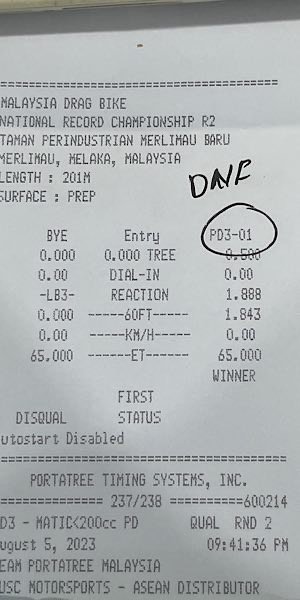 =====================================
MALAYSIA DRAG BIKE
NATIONAL RECORD CHAMPIONSHIP R2
TAMAN PERINDUSTRIAN MERLIMAU BARU
MERLIMAU, MELAKA, MALAYSIA
LENGTH : 201M
SURFACE : PREP
DNF
BYE Entry PD3-01
0.000 0.000 TREE 0.500
0.00 DIAL-IN 0.00
-LB3- REACTION 1.888
0.000 -----60FT------ 1.843
0.00 -----KM/H------ 0.00
65.000 ------ET------- 65.000
WINNER
FIRST
DISQUAL STATUS
utostart Disabled
=====================================
PORTATREE TIMING SYSTEMS, INC.
============= 237/238 ==========600214
D3 - MATIC<200cc PD QUAL RND 2
ugust 5, 2023 09:41:36 PM
EAM PORTATREE MALAYSIA
USC MOTORSPORTS - ASEAN DISTRIBUTOR